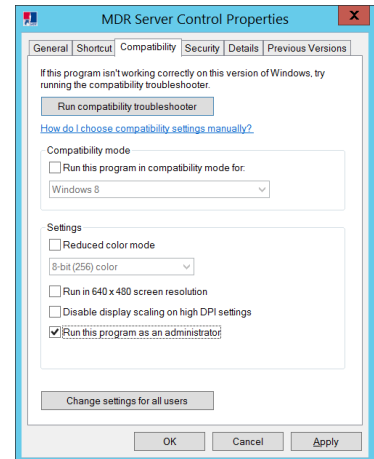 MDR Server Control Properties
X
General Shortcut Compatibility Security Details Previous Versions
If this program isn't working correctly on this version of Windows, try
running the compatibility troubleshooter.
Run compatibility troubleshooter
How do I choose compatibility settings manually?
Compatibility mode
Run this program in compatibility mode for:
Windows 8
Settings
Reduced color mode
8-bit (256) color
Run in 640 x 480 screen resolution
Disable display scaling on high DPI settings
Run this program as an administrator
Change settings for all users
OK Cancel Apply